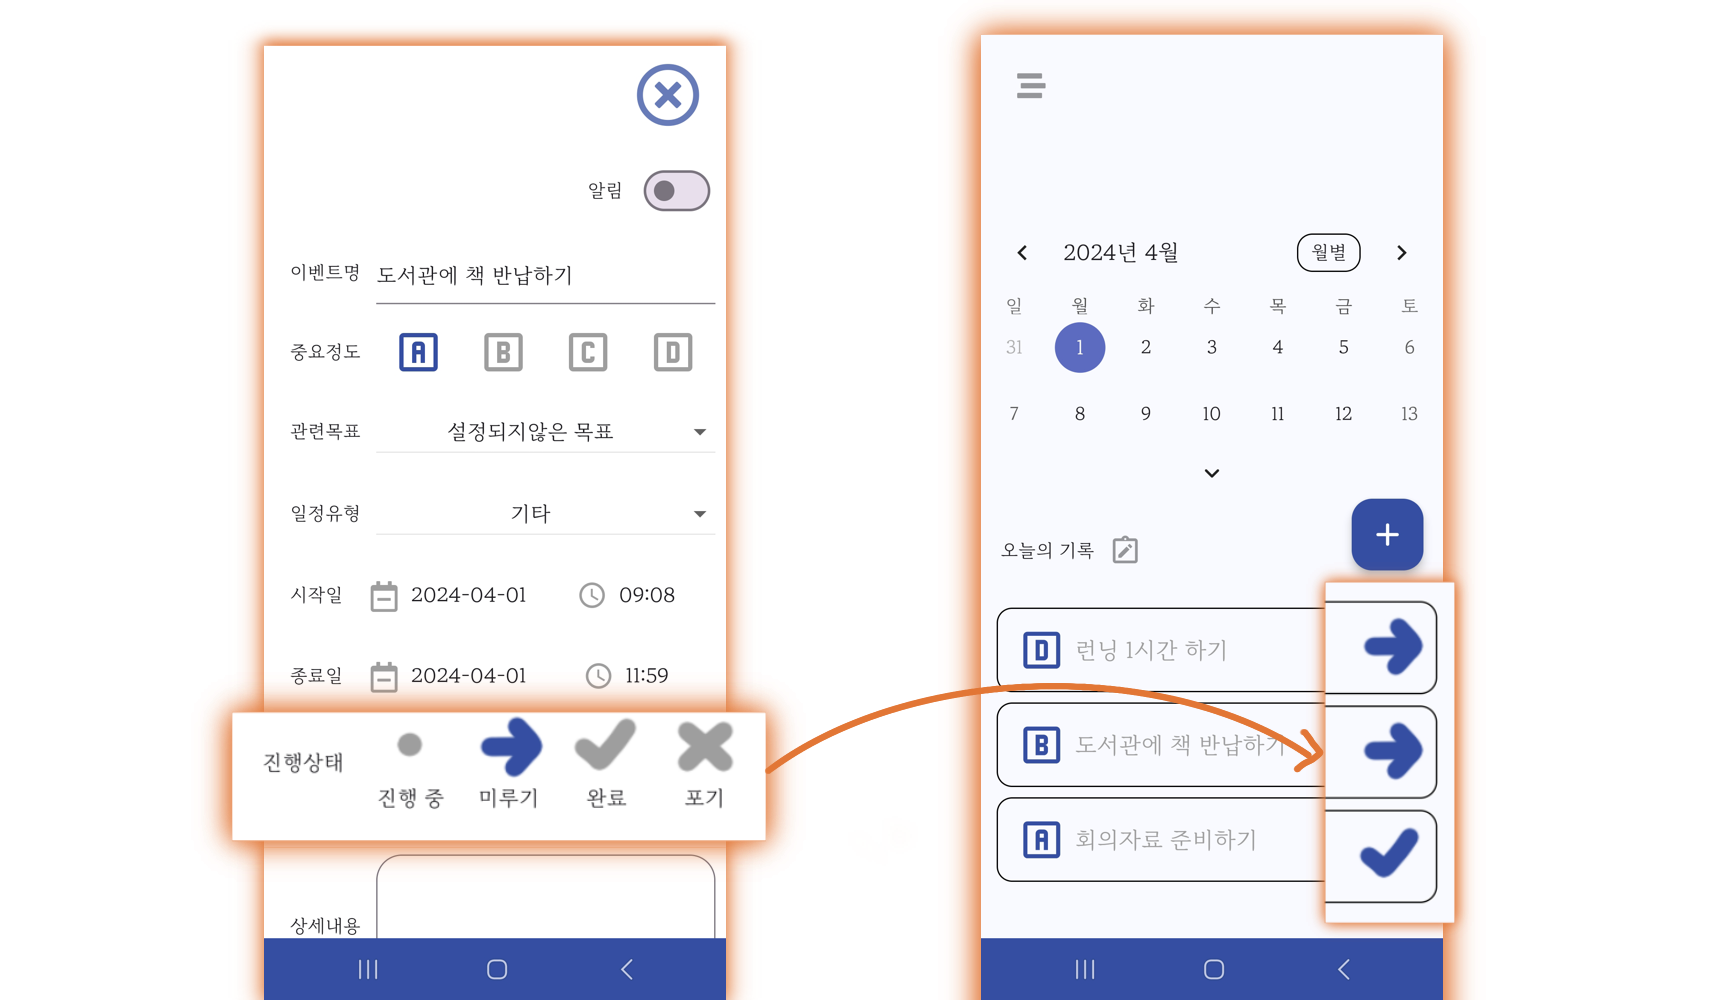 알림
이벤트명 도서관에 책 반납하기
중요정도 A B C D
관련목표 설정되지않은 목표
일정유형 기타
시작일 2024-04-01 09:08
종료일 2024-04-01 11:59
진행상태
진행 중 미루기 완료 포기
상세내용
2024년 4월 월별
일 월 화 수 목 금 토
31 1 2 3 4 5 6
7 8 9 10 11 12 13
오늘의 기록
D 런닝 1시간 하기
B 도서관에 책 반납하기
A 회의자료 준비하기